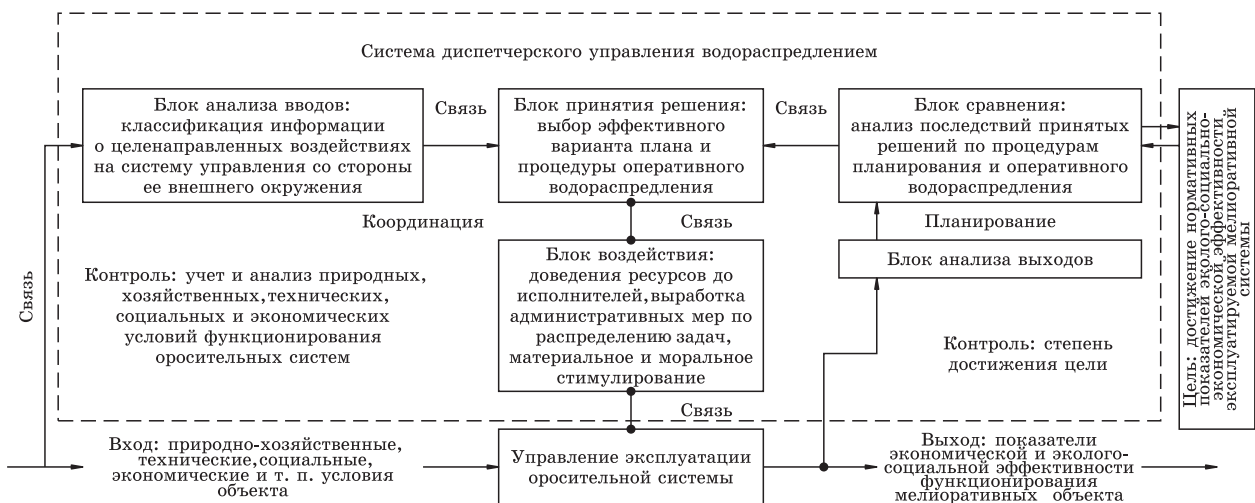 Система диспетчерского управления водораспредлением
Блок анализа вводов:
классификация информации
о целенаправленных воздействиях
на систему управления со стороны
ее внешнего окружения
Связь
Блок принятия решения:
выбор эффективного
варианта плана и
процедуры оперативного
водораспредления
Связь
Блок сравнения:
анализ последствий принятых
решений по процедурам
планирования и оперативного
водораспредления
Цель: достижение нормативных
показателей эколого-социально-
экономической эффективности
эксплуатируемой мелиоративной
системы
Координация
Связь
Планирование
Связь
Контроль: учет и анализ природных,
хозяйственных,технических,
социальных и экономических
условий функционирования
оросительных систем
Блок воздействия:
доведения ресурсов до
исполнителей,выработка
административных мер по
распределению задач,
материальное и моральное
стимулирование
Блок анализа выходов
Контроль: степень
достижения цели
Связь
Вход: природно-хозяйственные,
технические,социальные,
экономические и т. п. условия
объекта
Управление эксплуатации
оросительной системы
Выход: показатели
экономической и эколого-
социальной эффективности
функционирования
мелиоративных объекта